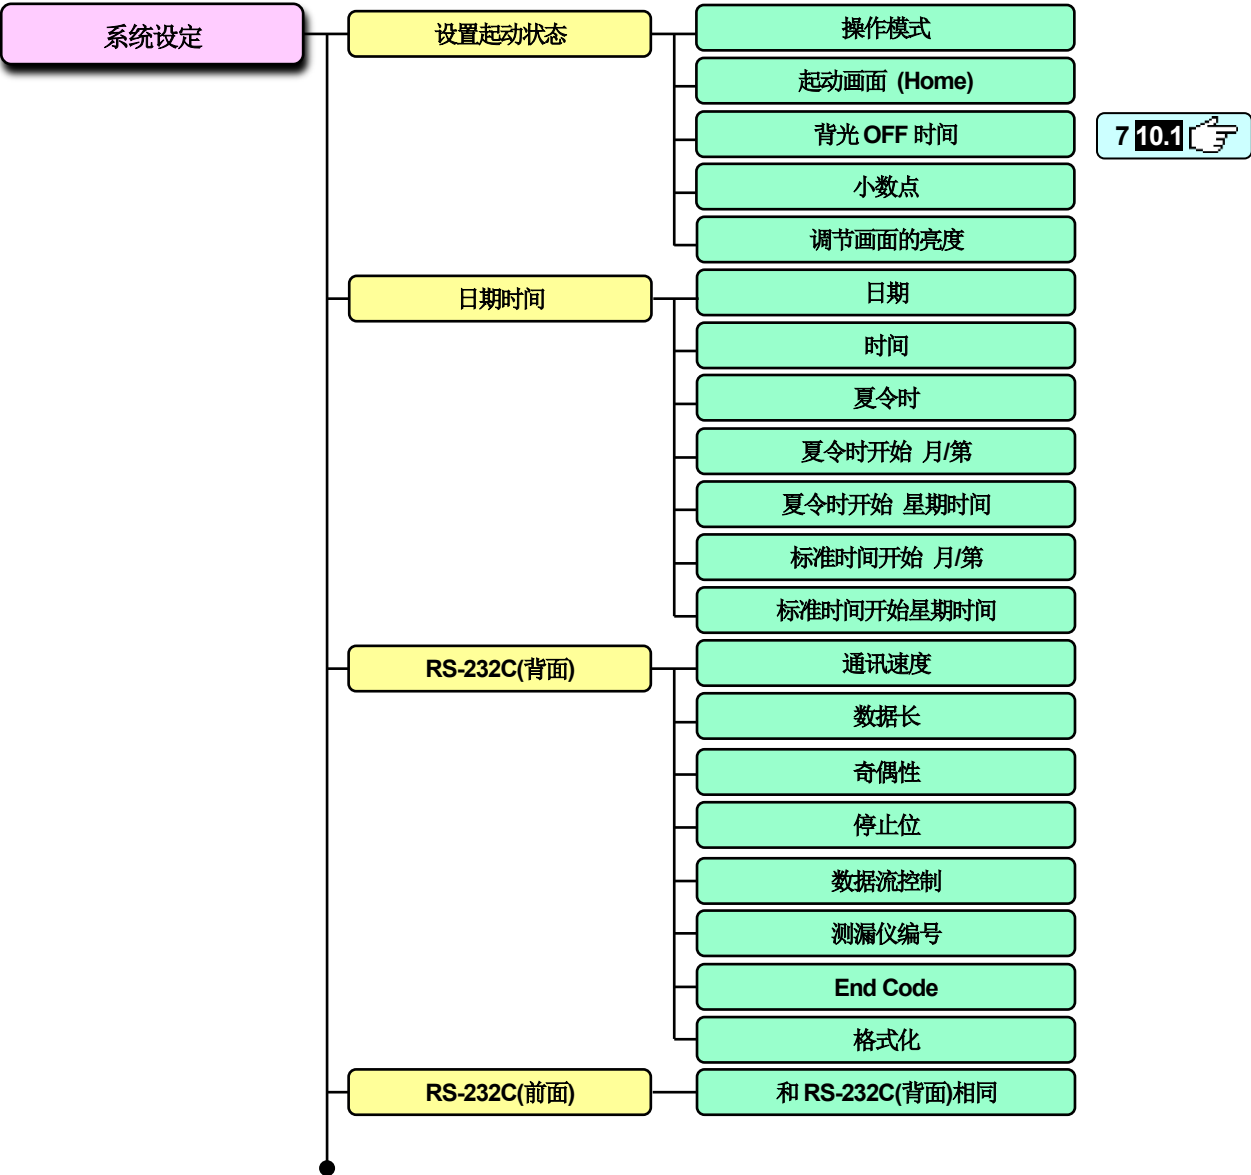 系统设定
设置起动状态
操作模式
起动画面 (Home)
背光 OFF 时间
7 10.1
小数点
调节画面的亮度
日期时间
日期
时间
夏令时
夏令时开始 月/第
夏令时开始 星期时间
标准时间开始 月/第
标准时间开始星期时间
RS-232C(背面)
通讯速度
数据长
奇偶性
停止位
数据流控制
测漏仪编号
End Code
格式化
RS-232C(前面)
和 RS-232C(背面)相同